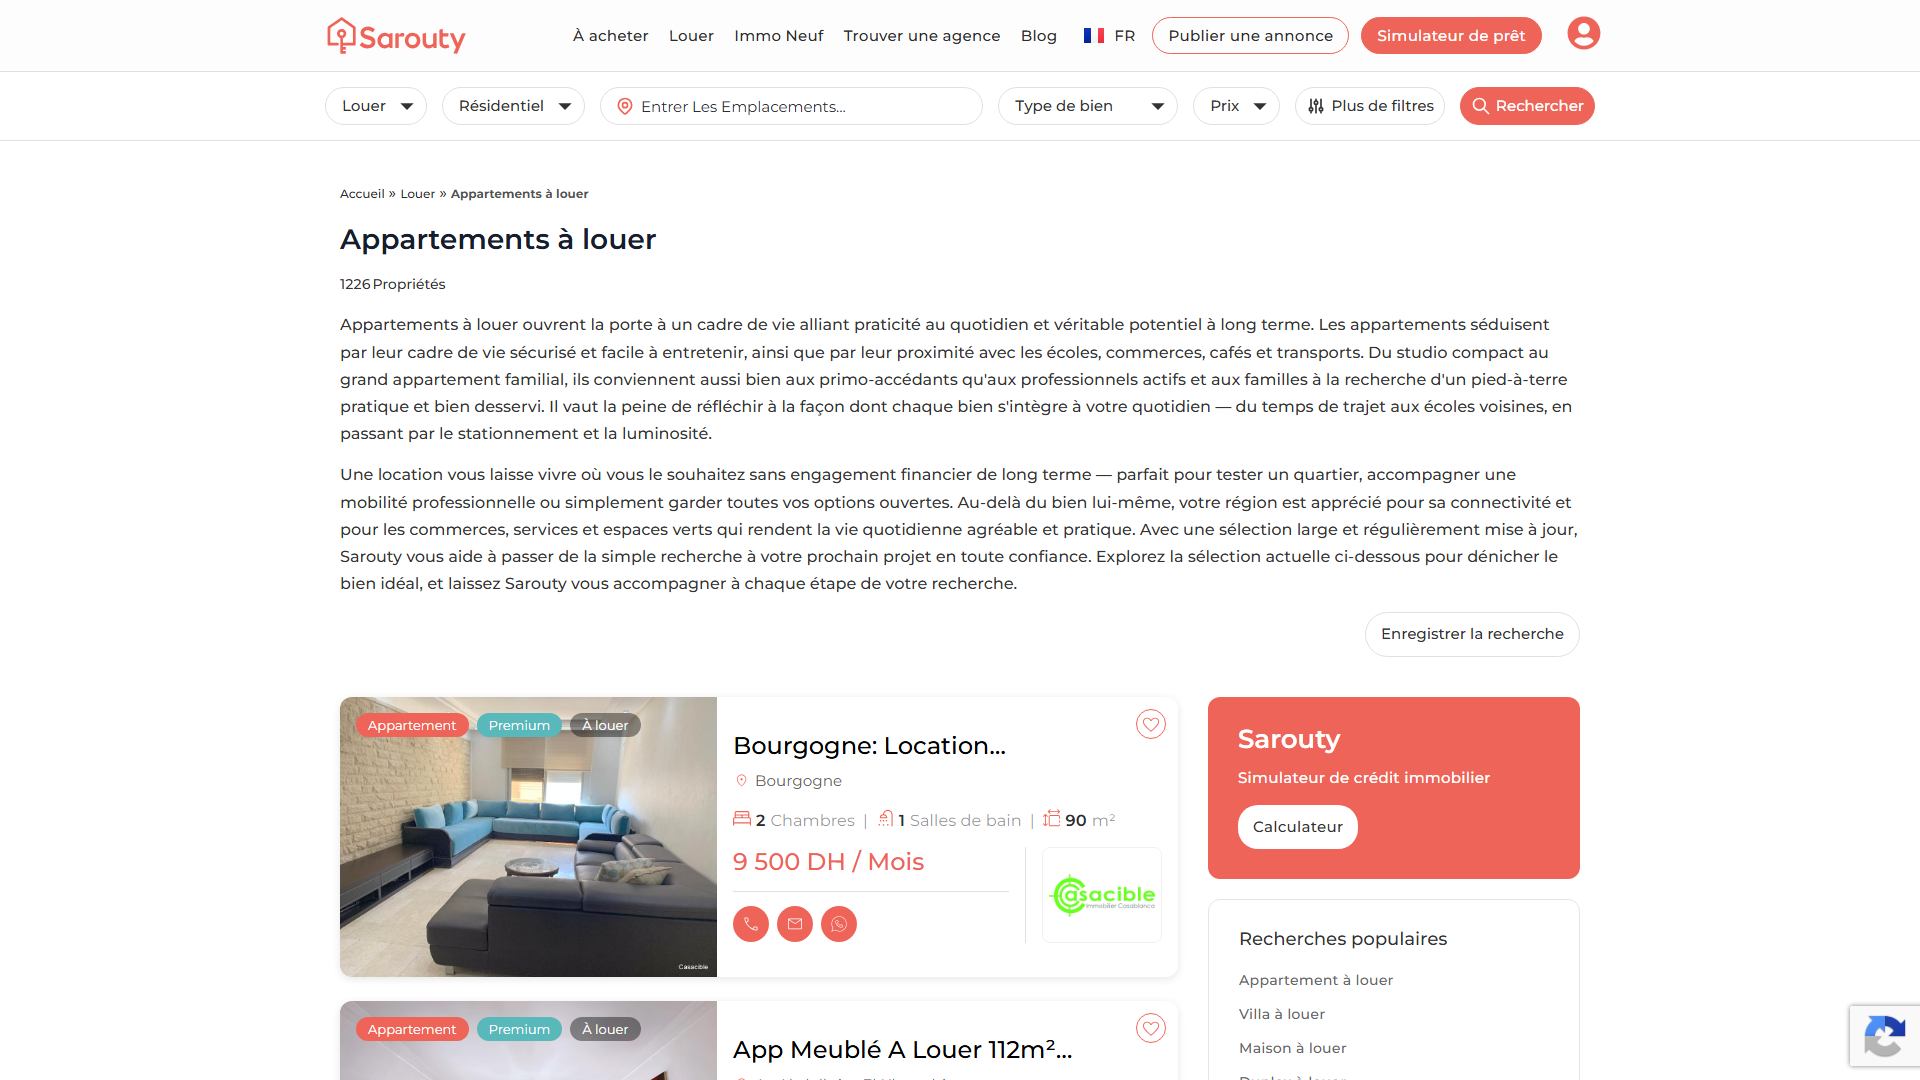 Sarouty
À acheter
Louer
Immo Neuf
Trouver une agence
Blog
FR
Publier une annonce
Simulateur de prêt
Louer
Résidentiel
Entrer Les Emplacements...
Type de bien
Prix
Plus de filtres
Rechercher
Accueil » Louer » Appartements à louer
Appartements à louer
1226 Propriétés
Appartements à louer ouvrent la porte à un cadre de vie alliant praticité au quotidien et véritable potentiel à long terme. Les appartements séduisent
par leur cadre de vie sécurisé et facile à entretenir, ainsi que par leur proximité avec les écoles, commerces, cafés et transports. Du studio compact au
grand appartement familial, ils conviennent aussi bien aux primo-accédants qu'aux professionnels actifs et aux familles à la recherche d'un pied-à-terre
pratique et bien desservi. Il vaut la peine de réfléchir à la façon dont chaque bien s'intègre à votre quotidien — du temps de trajet aux écoles voisines, en
passant par le stationnement et la luminosité.
Une location vous laisse vivre où vous le souhaitez sans engagement financier de long terme — parfait pour tester un quartier, accompagner une
mobilité professionnelle ou simplement garder toutes vos options ouvertes. Au-delà du bien lui-même, votre région est apprécié pour sa connectivité et
pour les commerces, services et espaces verts qui rendent la vie quotidienne agréable et pratique. Avec une sélection large et régulièrement mise à jour,
Sarouty vous aide à passer de la simple recherche à votre prochain projet en toute confiance. Explorez la sélection actuelle ci-dessous pour dénicher le
bien idéal, et laissez Sarouty vous accompagner à chaque étape de votre recherche.
Enregistrer la recherche
Appartement
Premium
À louer
Casacible
Bourgogne: Location...
Bourgogne
2 Chambres | 1 Salles de bain | 90 m²
9 500 DH / Mois
Casacible
Immobilier Casablanca
Sarouty
Simulateur de crédit immobilier
Calculateur
Recherches populaires
Appartement à louer
Villa à louer
Maison à louer
Appartement
Premium
À louer
App Meublé A Louer 112m²...